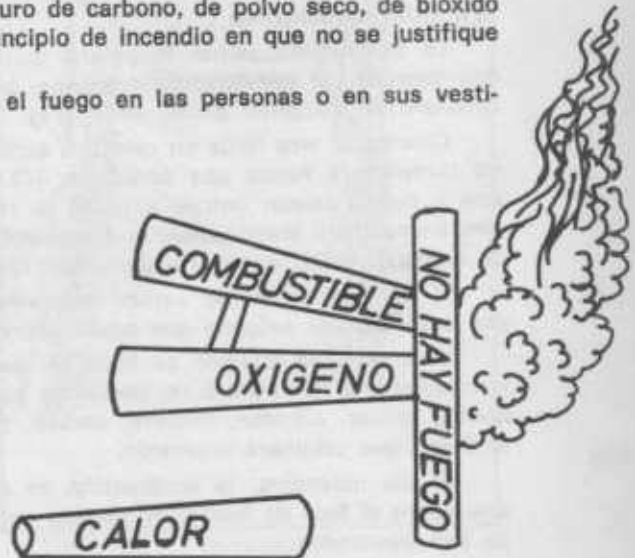 uro de carbono, de polvo seco, de bióxido
incipio de incendio en que no se justifique
el fuego en las personas o en sus vesti-
COMBUSTIBLE
OXIGENO
NO HAY FUEGO
CALOR